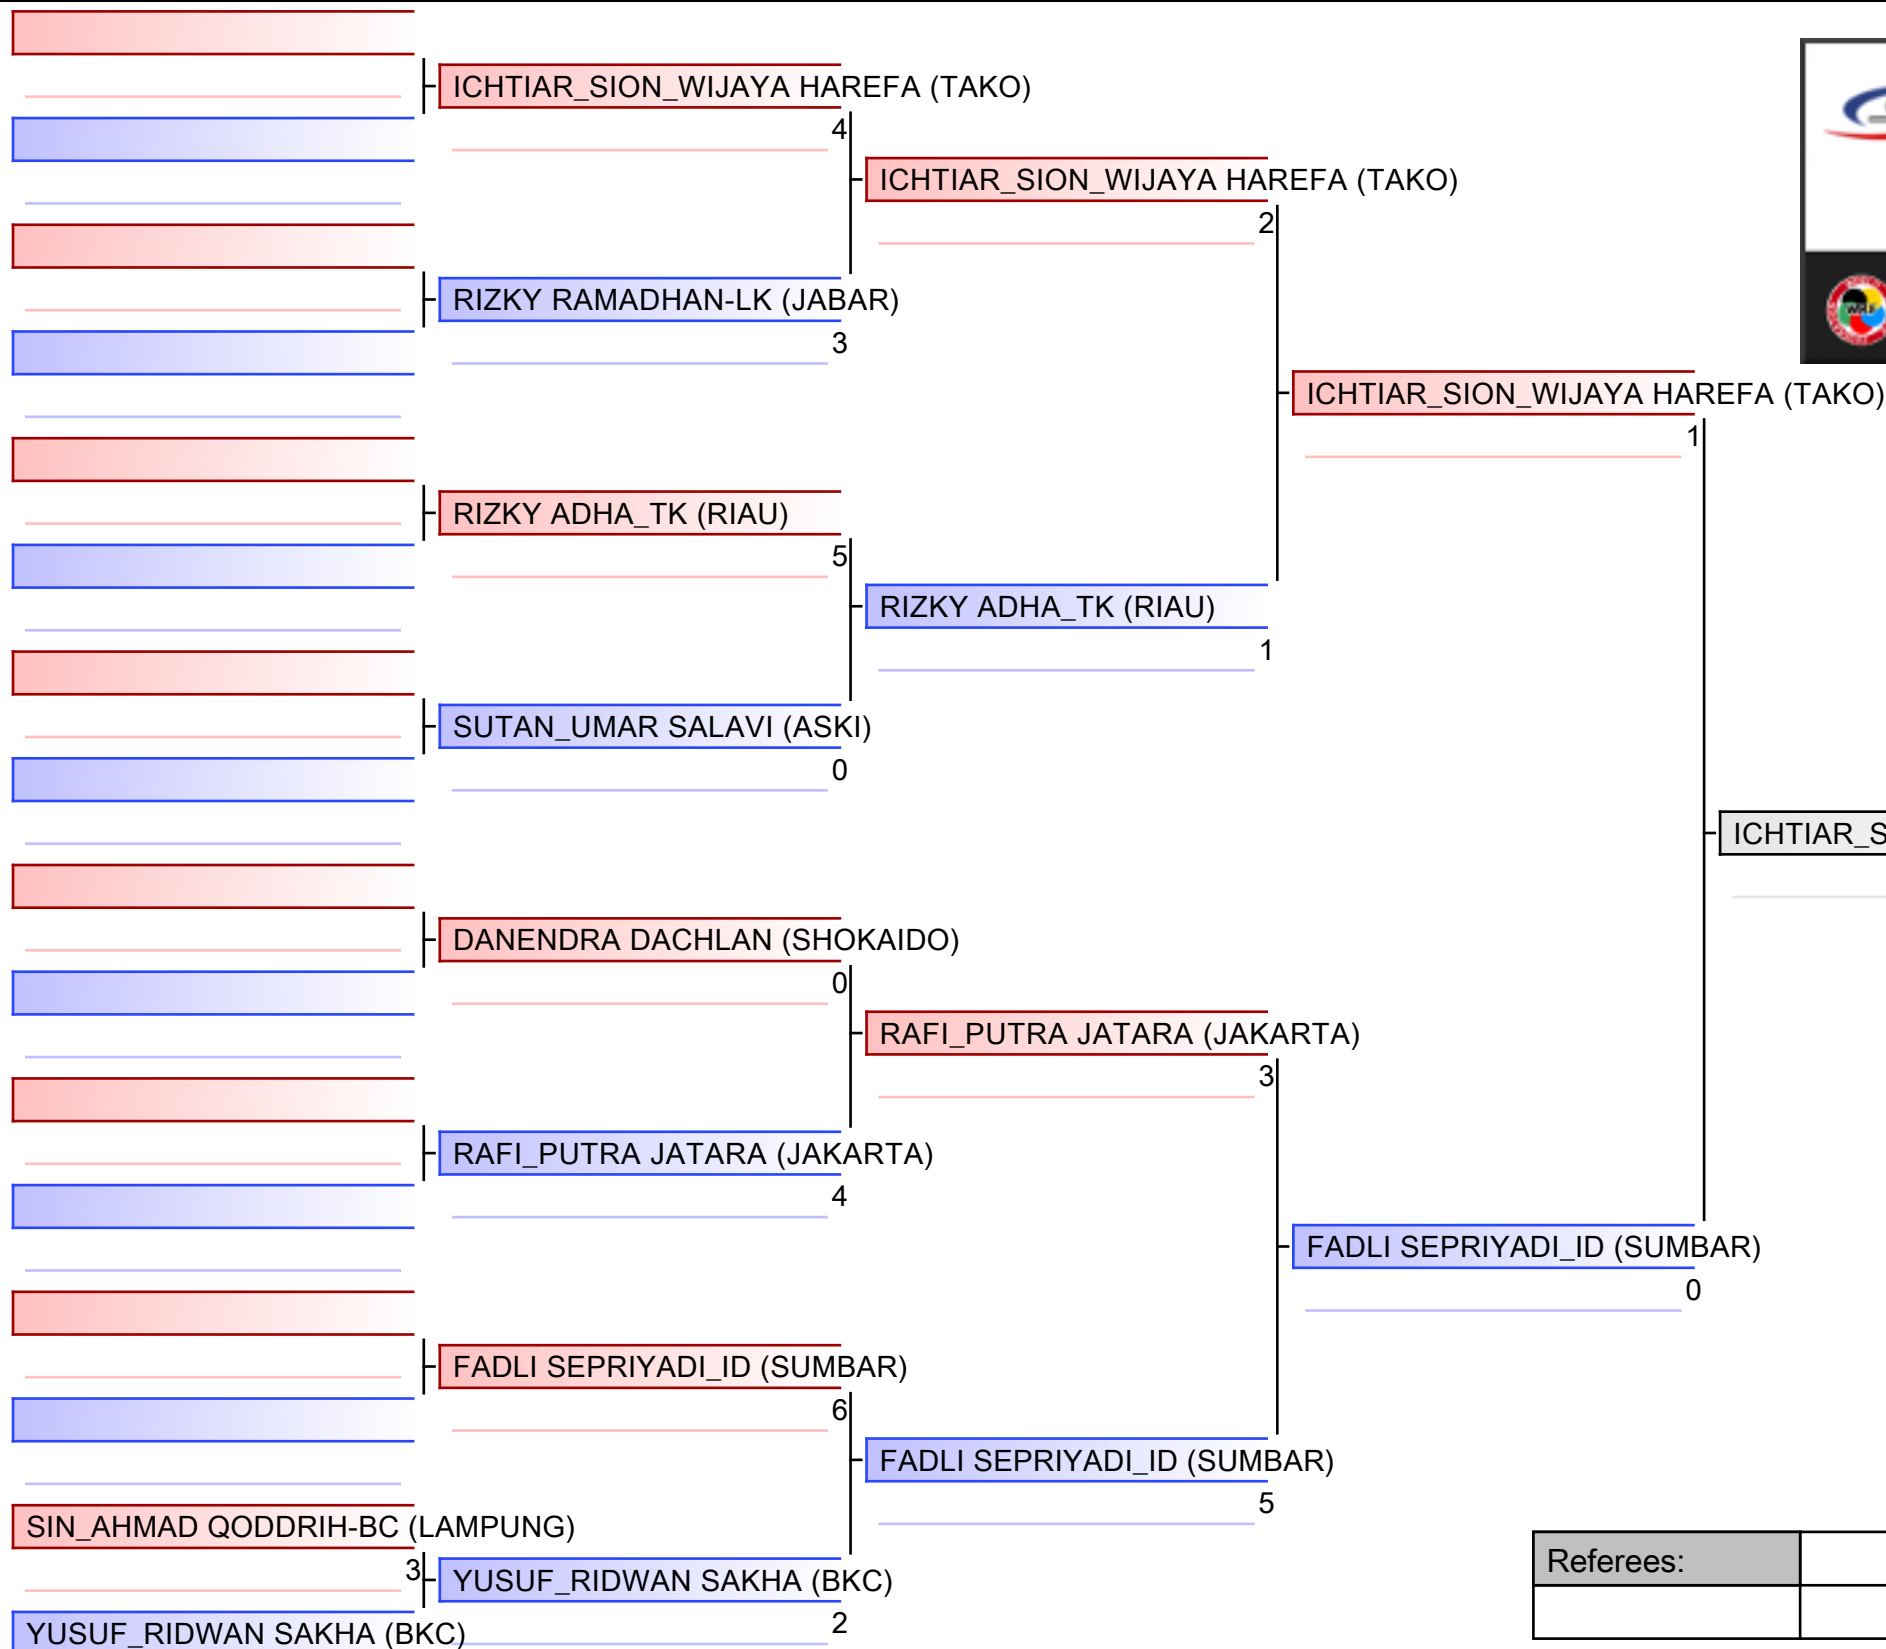 ICHTIAR_SION_WIJAYA HAREFA (TAKO)
4
ICHTIAR_SION_WIJAYA HAREFA (TAKO)
2
RIZKY RAMADHAN-LK (JABAR)
3
ICHTIAR_SION_WIJAYA HAREFA (TAKO)
1
RIZKY ADHA_TK (RIAU)
5
RIZKY ADHA_TK (RIAU)
1
SUTAN_UMAR SALAVI (ASKI)
0
ICHTIAR_S
DANENDRA DACHLAN (SHOKAIDO)
0
RAFI_PUTRA JATARA (JAKARTA)
3
RAFI_PUTRA JATARA (JAKARTA)
4
FADLI SEPRIYADI_ID (SUMBAR)
0
FADLI SEPRIYADI_ID (SUMBAR)
6
FADLI SEPRIYADI_ID (SUMBAR)
5
SIN_AHMAD QODDRIH-BC (LAMPUNG)
3
YUSUF_RIDWAN SAKHA (BKC)
2
YUSUF_RIDWAN SAKHA (BKC)
Referees: